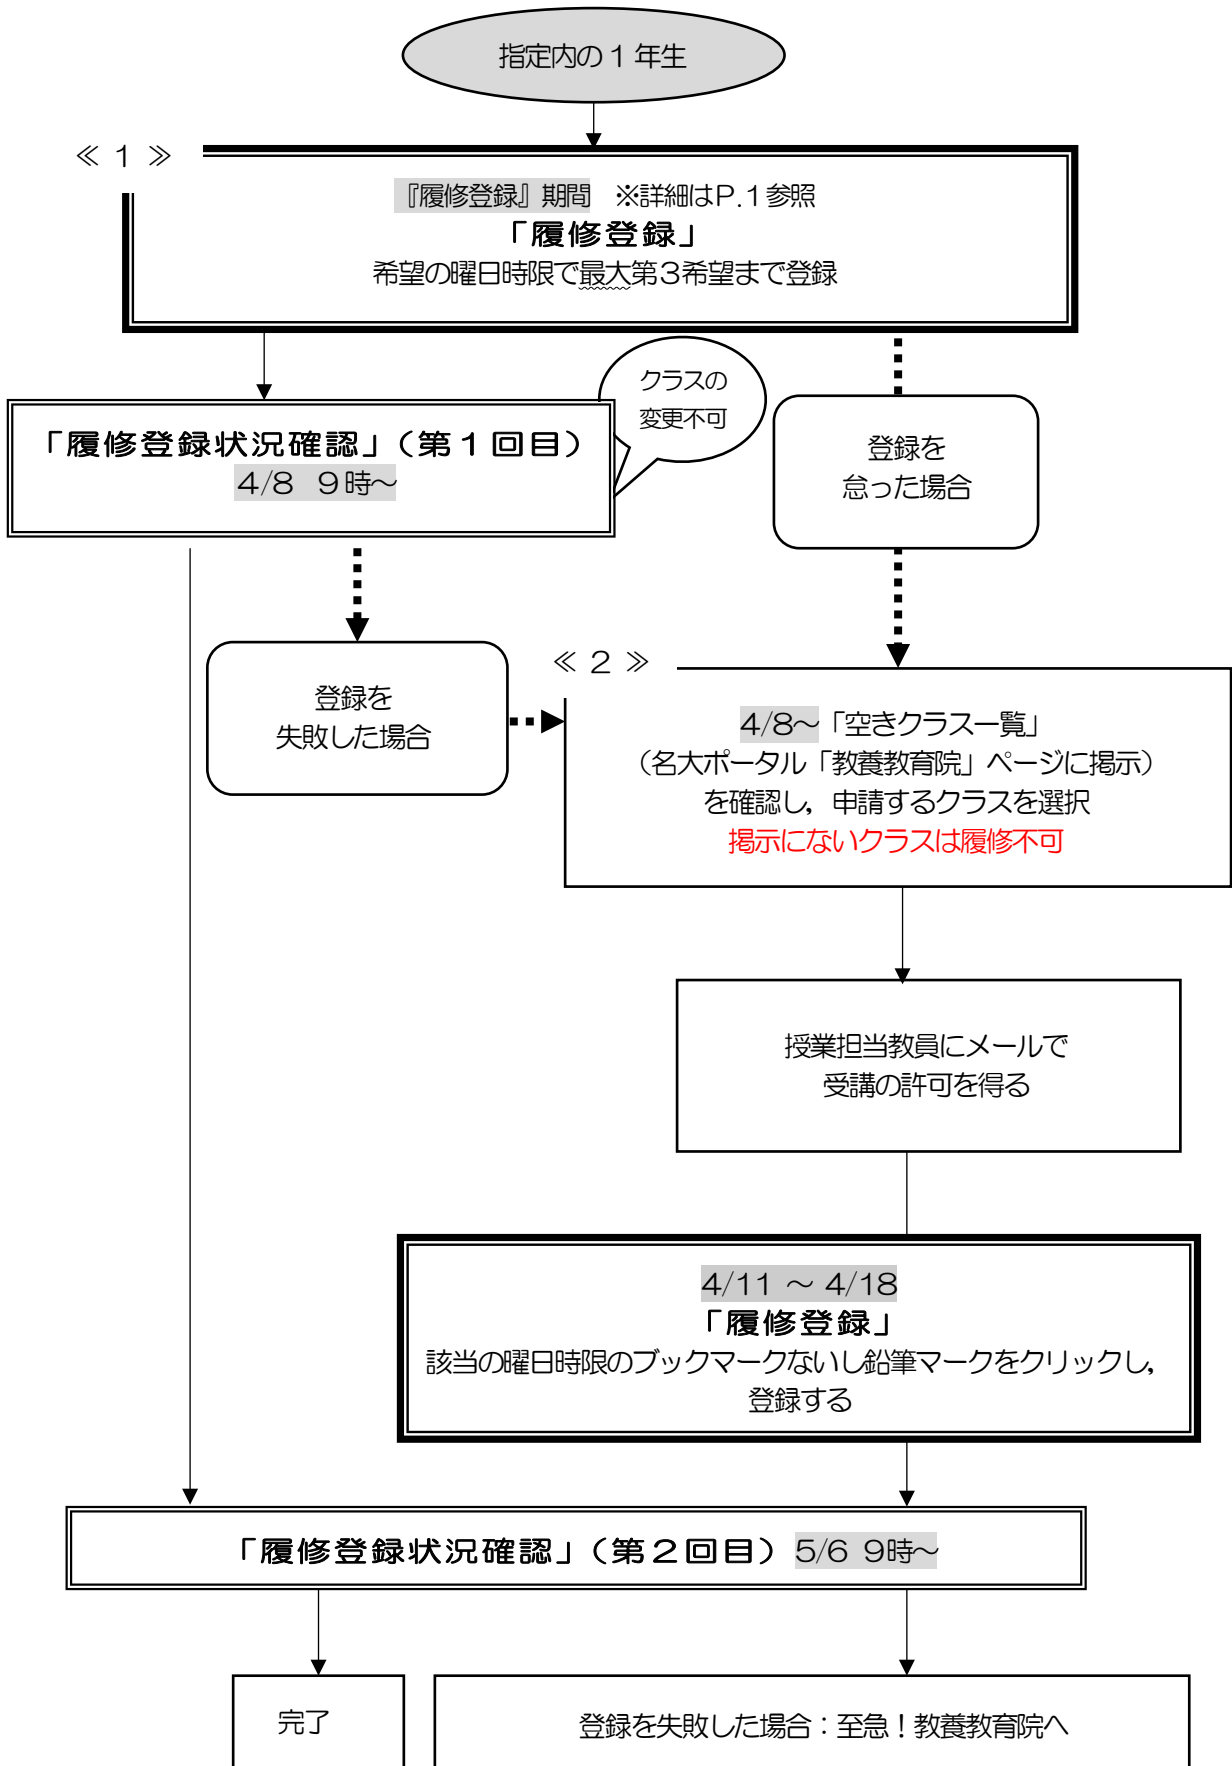 指定内の1年生
≪ 1 ≫
『履修登録』期間　※詳細はP.1参照
「履修登録」
希望の曜日時限で最大第3希望まで登録
クラスの
変更不可
「履修登録状況確認」（第1回目）
4/8　9時～
登録を
怠った場合
登録を
失敗した場合
≪ 2 ≫
4/8～「空きクラス一覧」
（名大ポータル「教養教育院」ページに掲示）
を確認し，申請するクラスを選択
掲示にないクラスは履修不可
授業担当教員にメールで
受講の許可を得る
4/11 ～ 4/18
「履修登録」
該当の曜日時限のブックマークないし鉛筆マークをクリックし，
登録する
「履修登録状況確認」（第2回目）5/6 9時～
完了
登録を失敗した場合：至急！教養教育院へ